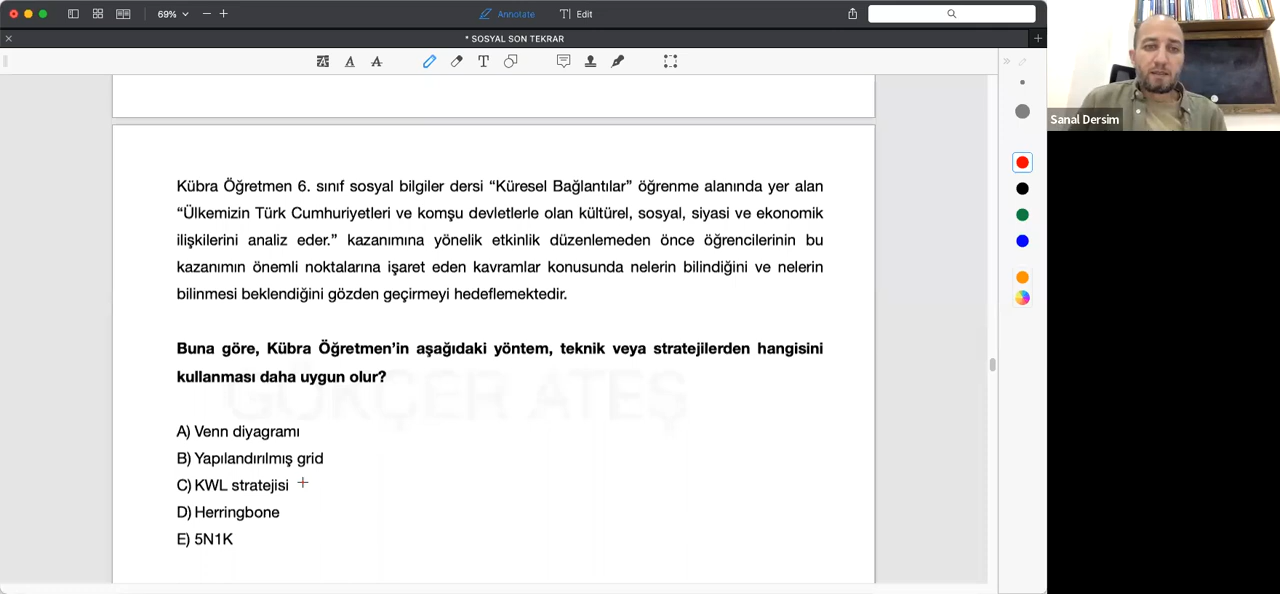 69%
Annotate
Edit
* SOSYAL SON TEKRAR
Sanal Dersim
Kübra Öğretmen 6. sınıf sosyal bilgiler dersi “Küresel Bağlantılar” öğrenme alanında yer alan
“Ülkemizin Türk Cumhuriyetleri ve komşu devletlerle olan kültürel, sosyal, siyasi ve ekonomik
ilişkilerini analiz eder.” kazanımına yönelik etkinlik düzenlemeden önce öğrencilerinin bu
kazanımın önemli noktalarına işaret eden kavramlar konusunda nelerin bilindiğini ve nelerin
bilinmesi beklendiğini gözden geçirmeyi hedeflemektedir.
Buna göre, Kübra Öğretmen’in aşağıdaki yöntem, teknik veya stratejilerden hangisini
kullanması daha uygun olur?
GÖKÇER ATEŞ
A) Venn diyagramı
B) Yapılandırılmış grid
C) KWL stratejisi
D) Herringbone
E) 5N1K